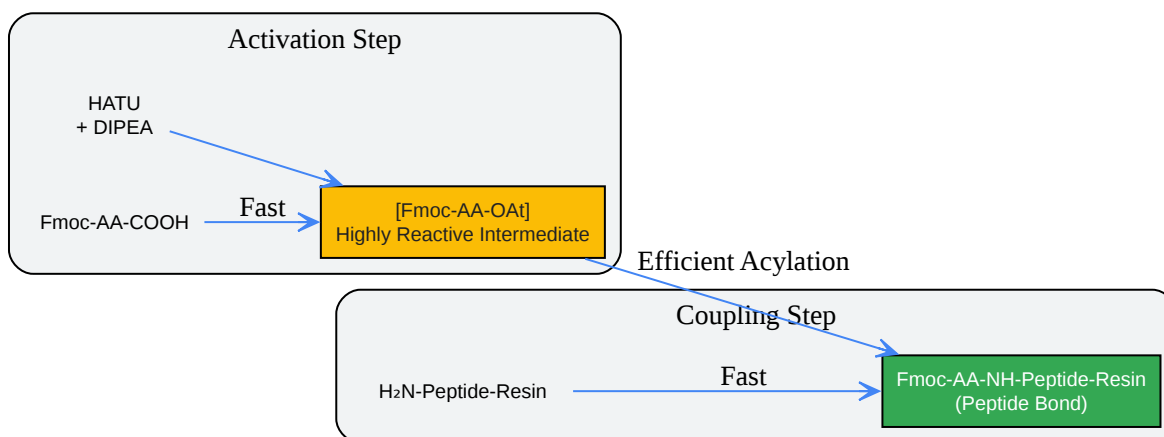 Activation Step
HATU
+ DIPEA
Fmoc-AA-COOH
Fast
[Fmoc-AA-OAt]
Highly Reactive Intermediate
Efficient Acylation
Coupling Step
H₂N-Peptide-Resin
Fast
Fmoc-AA-NH-Peptide-Resin
(Peptide Bond)